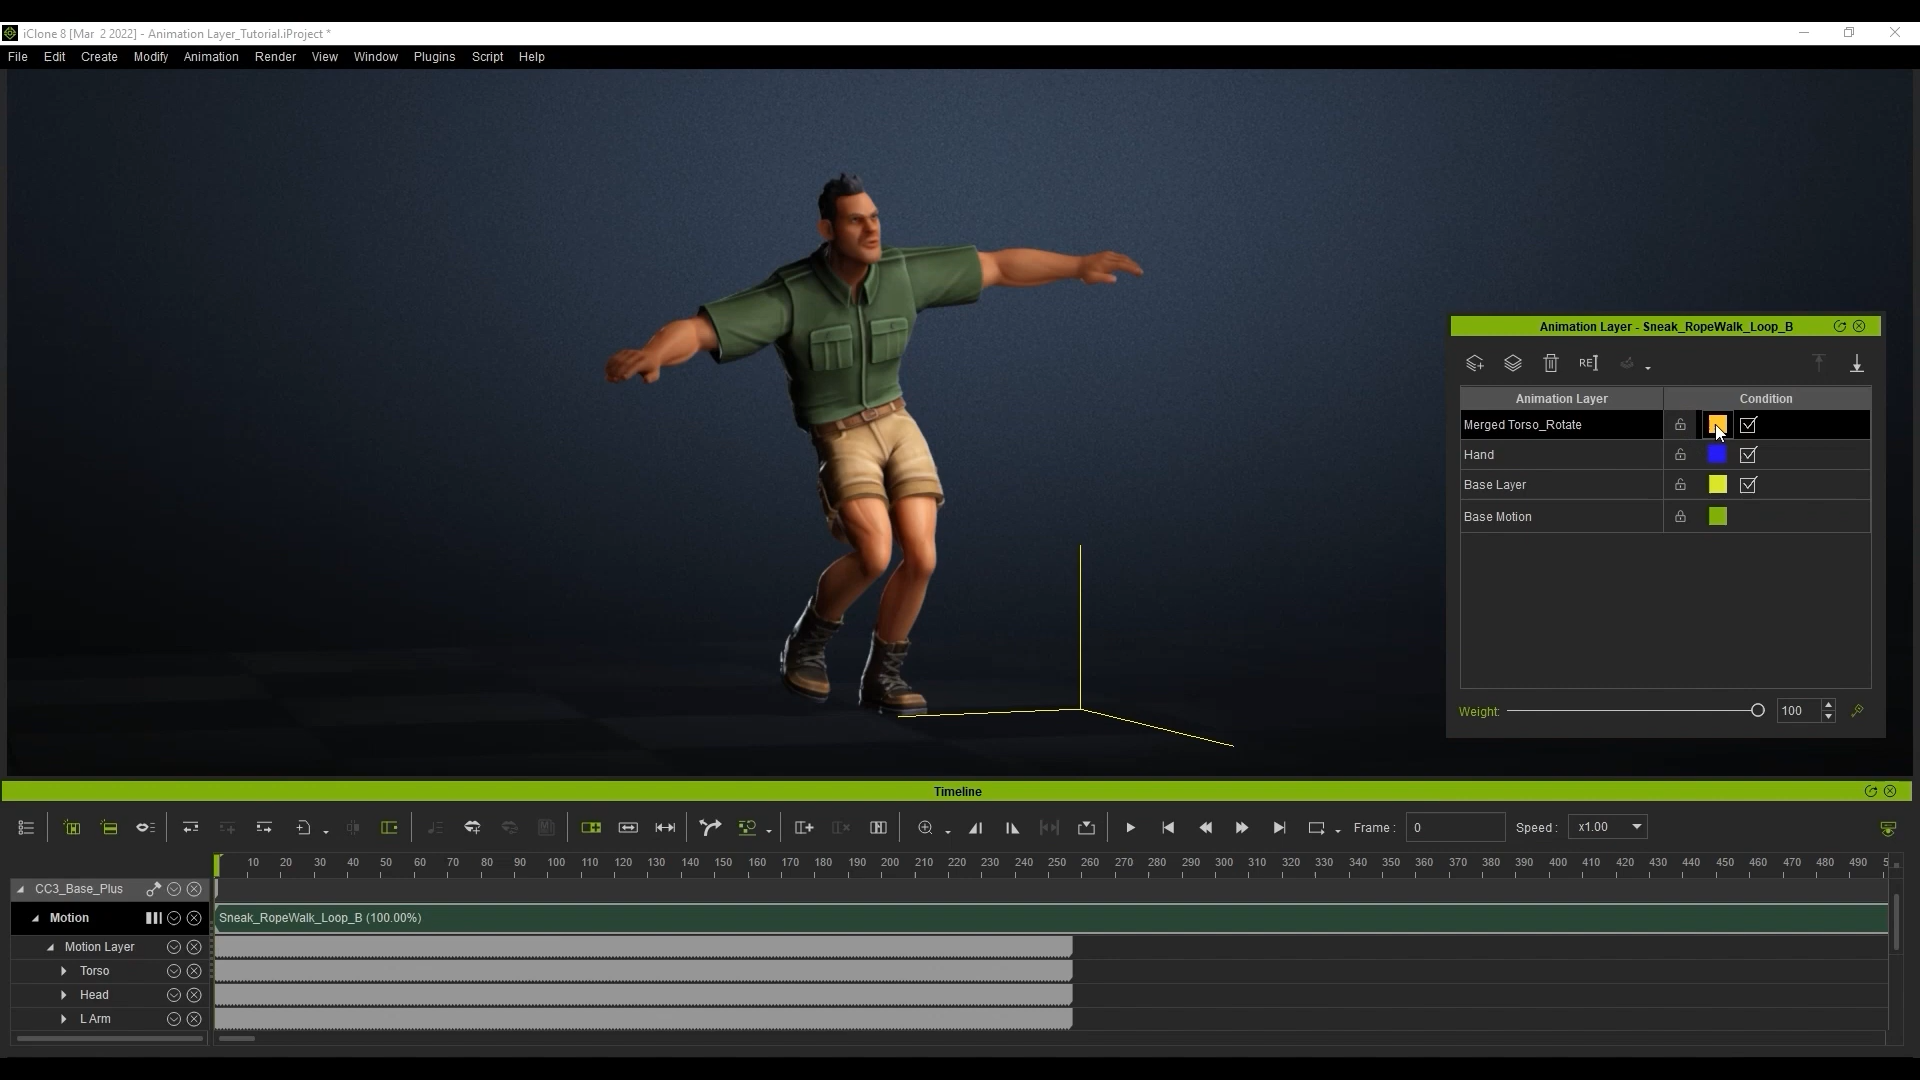 iClone 8 [Mar  2 2022] - Animation Layer_Tutorial.iProject *
File Edit Create Modify Animation Render View Window Plugins Script Help
Animation Layer - Sneak_RopeWalk_Loop_B
REI
Animation Layer Condition
Merged Torso_Rotate
Hand
Base Layer
Base Motion
Weight: 100
Timeline
Frame : 0 Speed : x1.00
10 20 30 40 50 60 70 80 90 100 110 120 130 140 150 160 170 180 190 200 210 220 230 240 250 260 270 280 290 300 310 320 330 340 350 360 370 380 390 400 410 420 430 440 450 460 470 480 490 5
CC3_Base_Plus
Motion Sneak_RopeWalk_Loop_B (100.00%)
Motion Layer
Torso
Head
L Arm